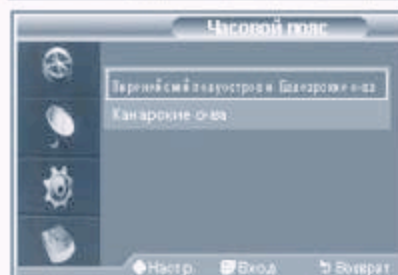 Часовой пояс
Пиренейский полуостров и Балеарские о-ва
Канарские о-ва
Настр. Вход Возврат